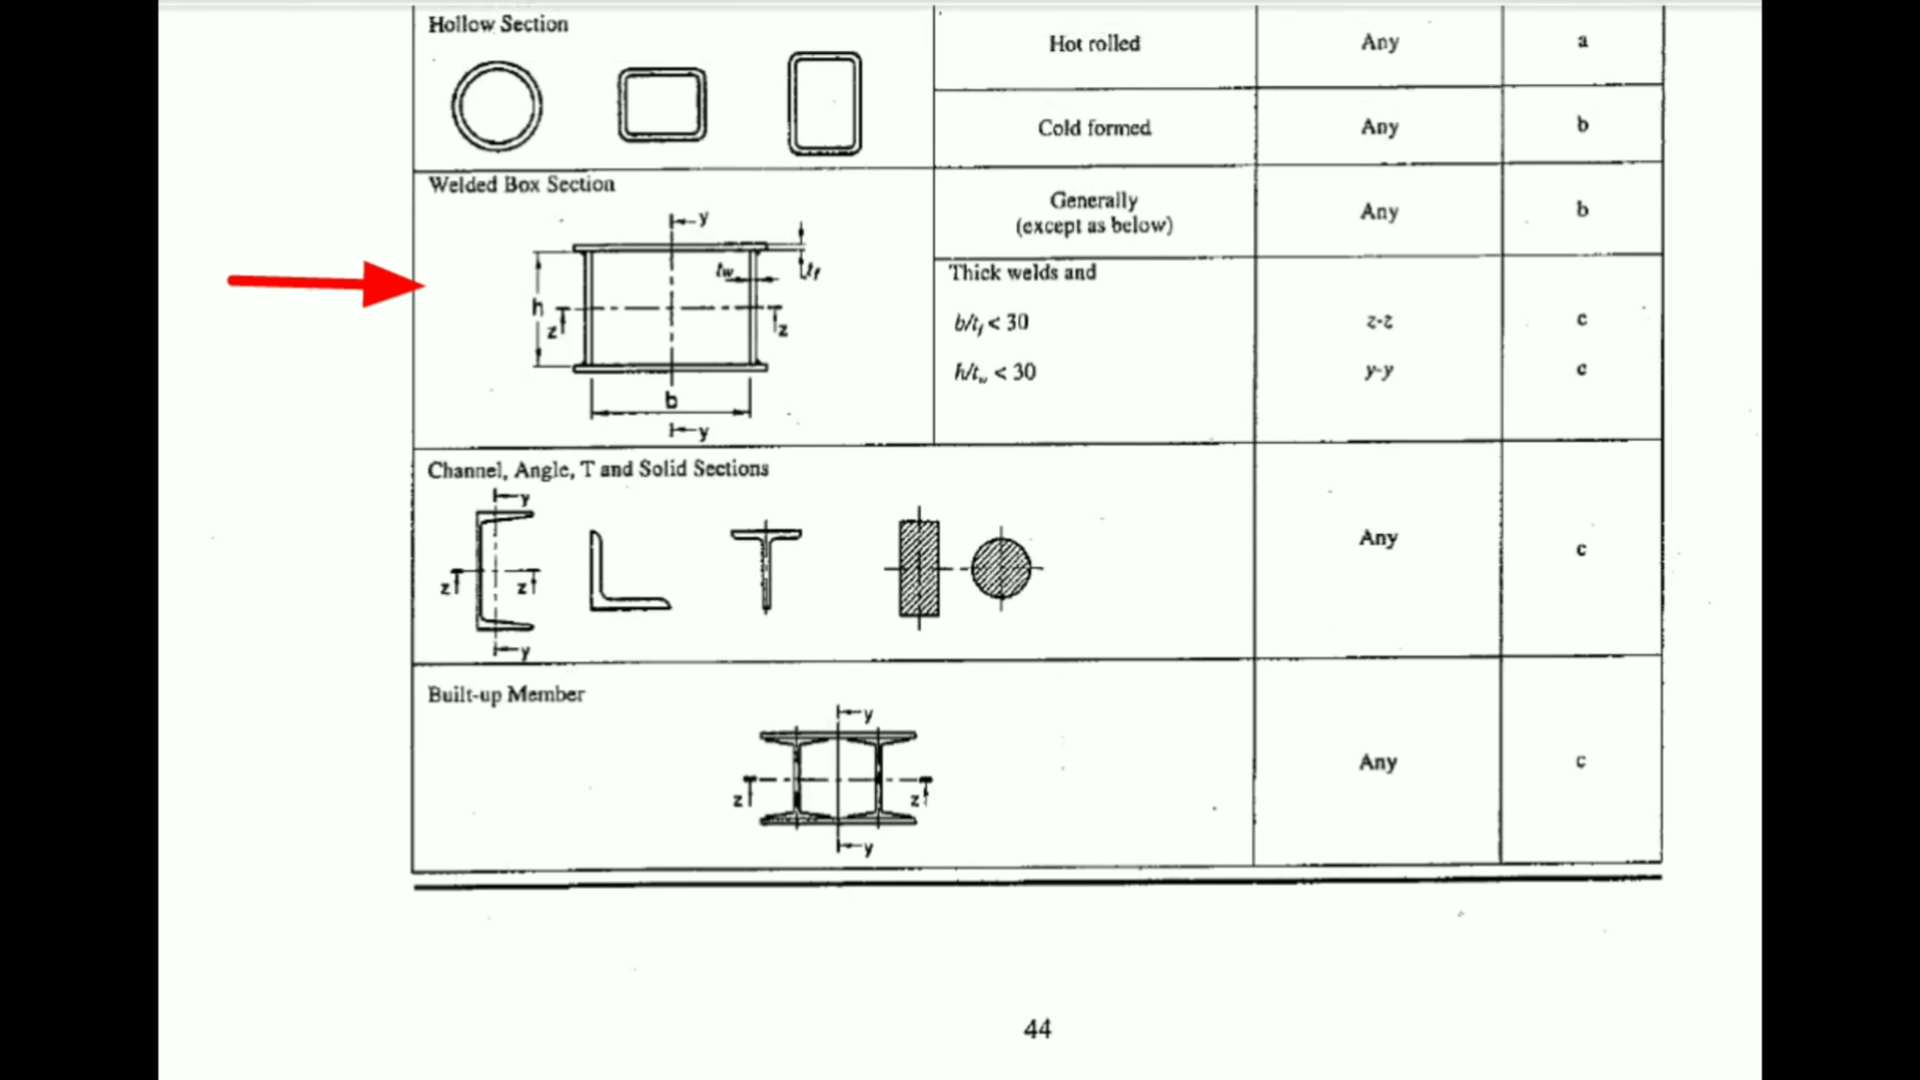 Hollow Section
Hot rolled
Any
a
Cold formed
Any
b
Welded Box Section
Generally
(except as below)
Any
b
y
tw
tf
h
z
z
b
y
Thick welds and
b/tf < 30
z-z
c
h/tw < 30
y-y
c
Channel, Angle, T and Solid Sections
y
z
z
y
Any
c
Built-up Member
y
z
z
y
Any
c
44